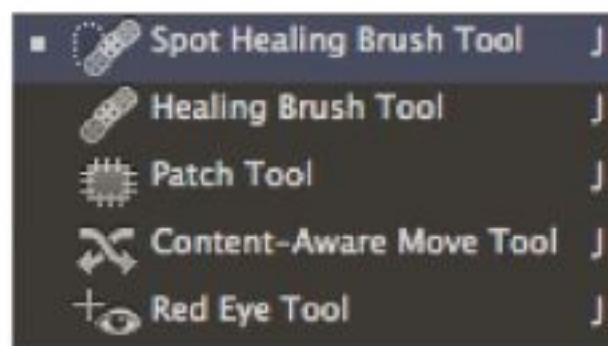 Spot Healing Brush Tool J
Healing Brush Tool J
Patch Tool J
Content-Aware Move Tool J
Red Eye Tool J